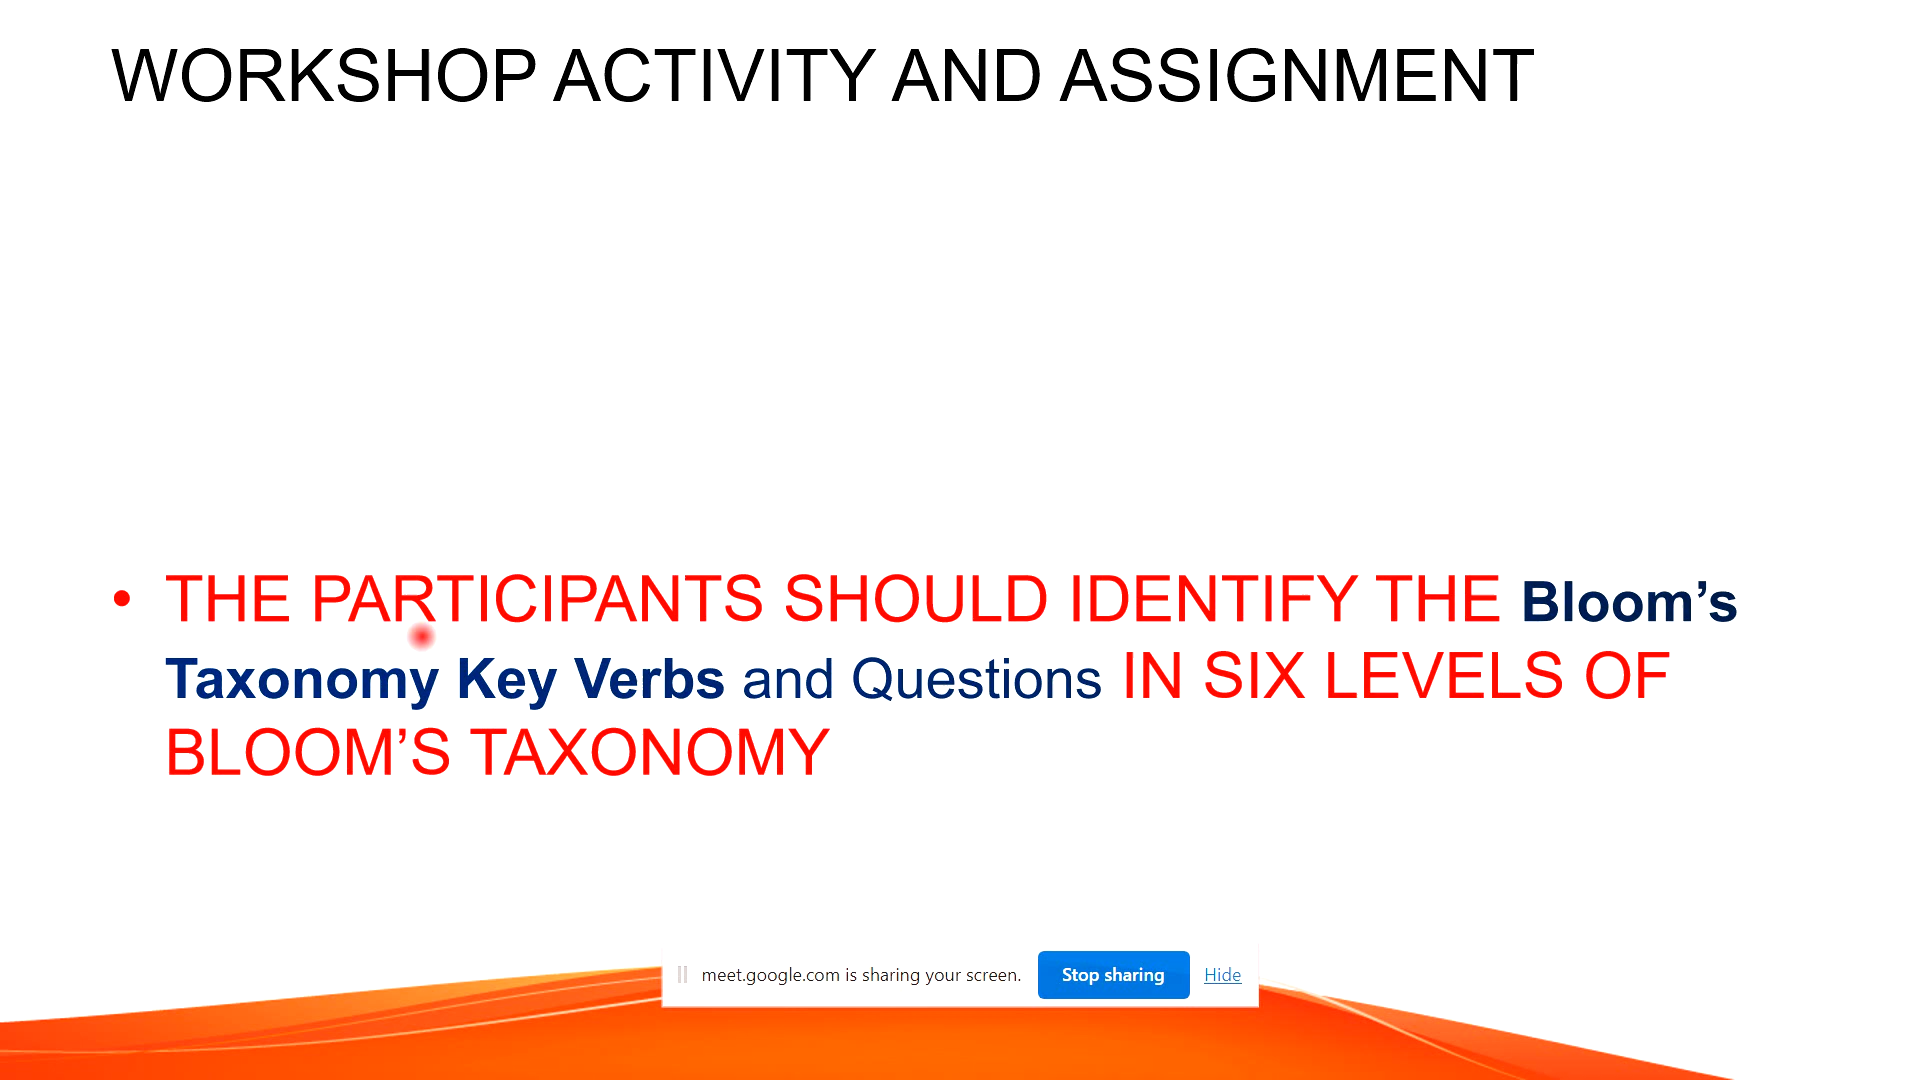 WORKSHOP ACTIVITY AND ASSIGNMENT
• THE PARTICIPANTS SHOULD IDENTIFY THE Bloom’s
Taxonomy Key Verbs and Questions IN SIX LEVELS OF
BLOOM’S TAXONOMY
meet.google.com is sharing your screen. Stop sharing Hide